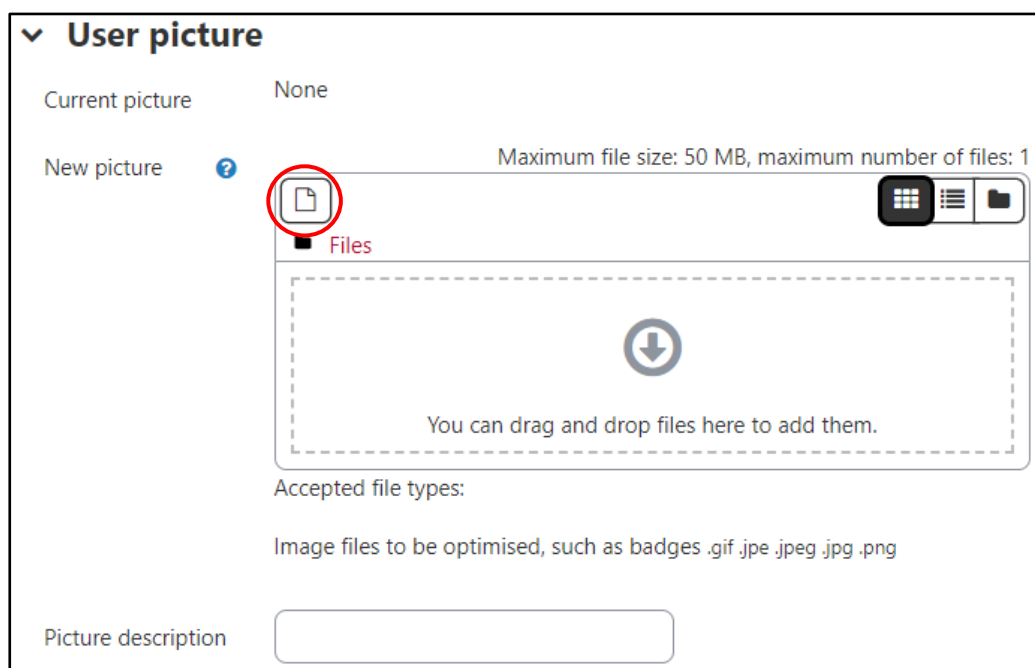 User picture
Current picture
None
New picture
Maximum file size: 50 MB, maximum number of files: 1
Files
You can drag and drop files here to add them.
Accepted file types:
Image files to be optimised, such as badges .gif .jpe .jpeg .jpg .png
Picture description